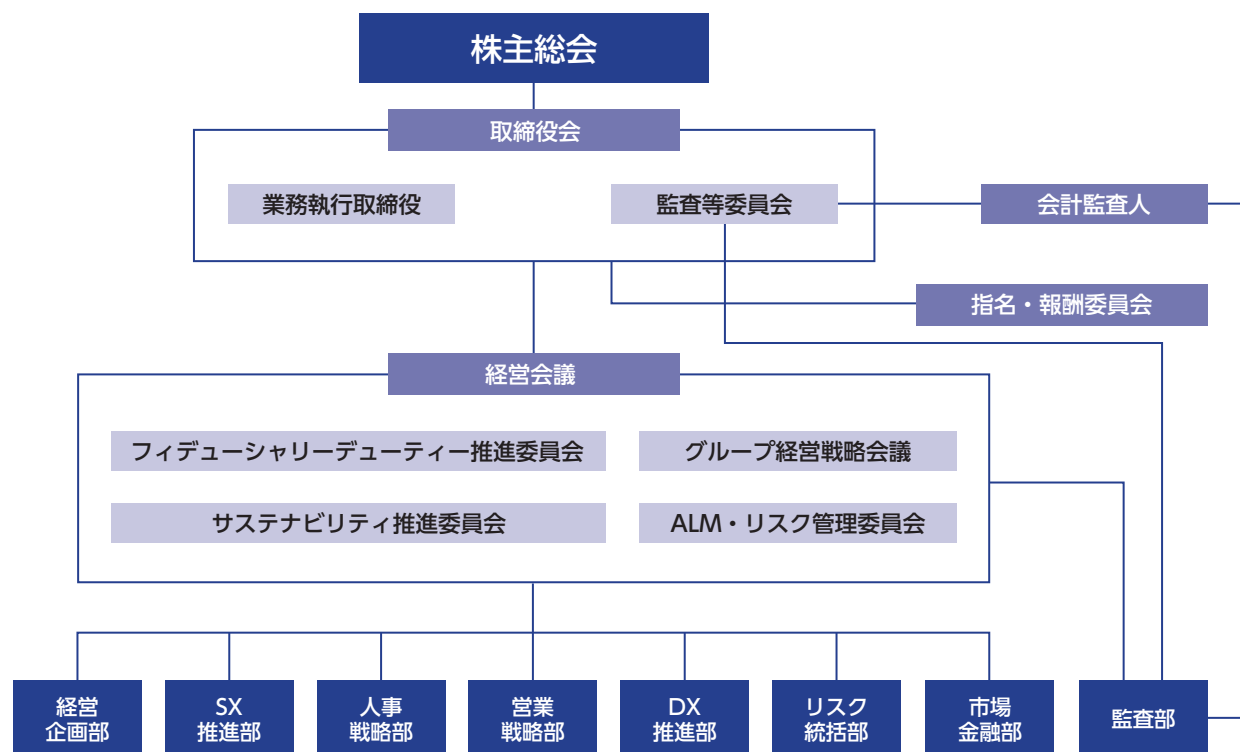 株主総会
取締役会
業務執行取締役
監査等委員会
会計監査人
指名・報酬委員会
経営会議
フィデューシャリーデューティー推進委員会
グループ経営戦略会議
サステナビリティ推進委員会
ALM・リスク管理委員会
経営
企画部
SX
推進部
人事
戦略部
営業
戦略部
DX
推進部
リスク
統括部
市場
金融部
監査部